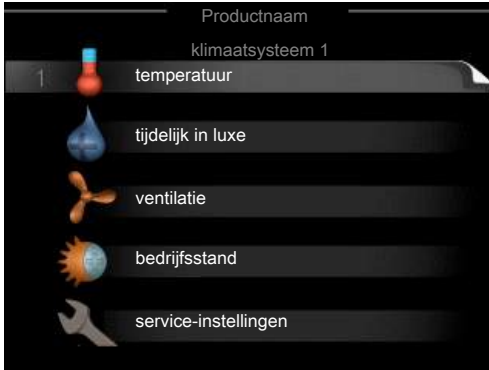 Productnaam
klimaatsysteem 1
1 temperatuur
tijdelijk in luxe
ventilatie
bedrijfsstand
service-instellingen